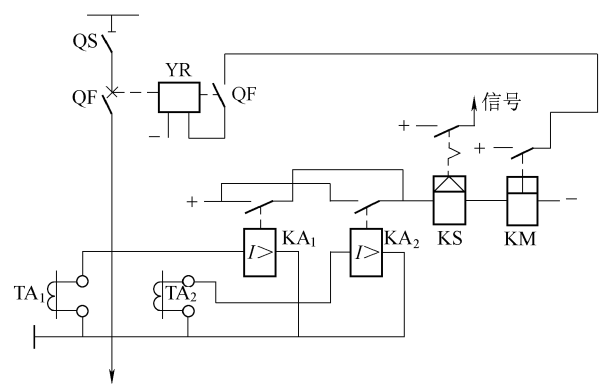 QS
YR
QF
QF
−
信号
+
+
+
−
I>
KA₁
I>
KA₂
KS
KM
TA₁
TA₂